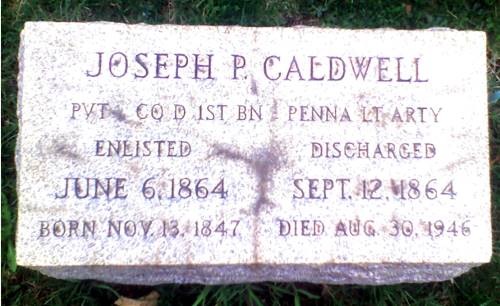 JOSEPH P. CALDWELL
PVT CO D 1ST BN PENNA LT ARTY
ENLISTED DISCHARGED
JUNE 6, 1864 SEPT. 12, 1864
BORN NOV. 13, 1847 DIED AUG. 30, 1946